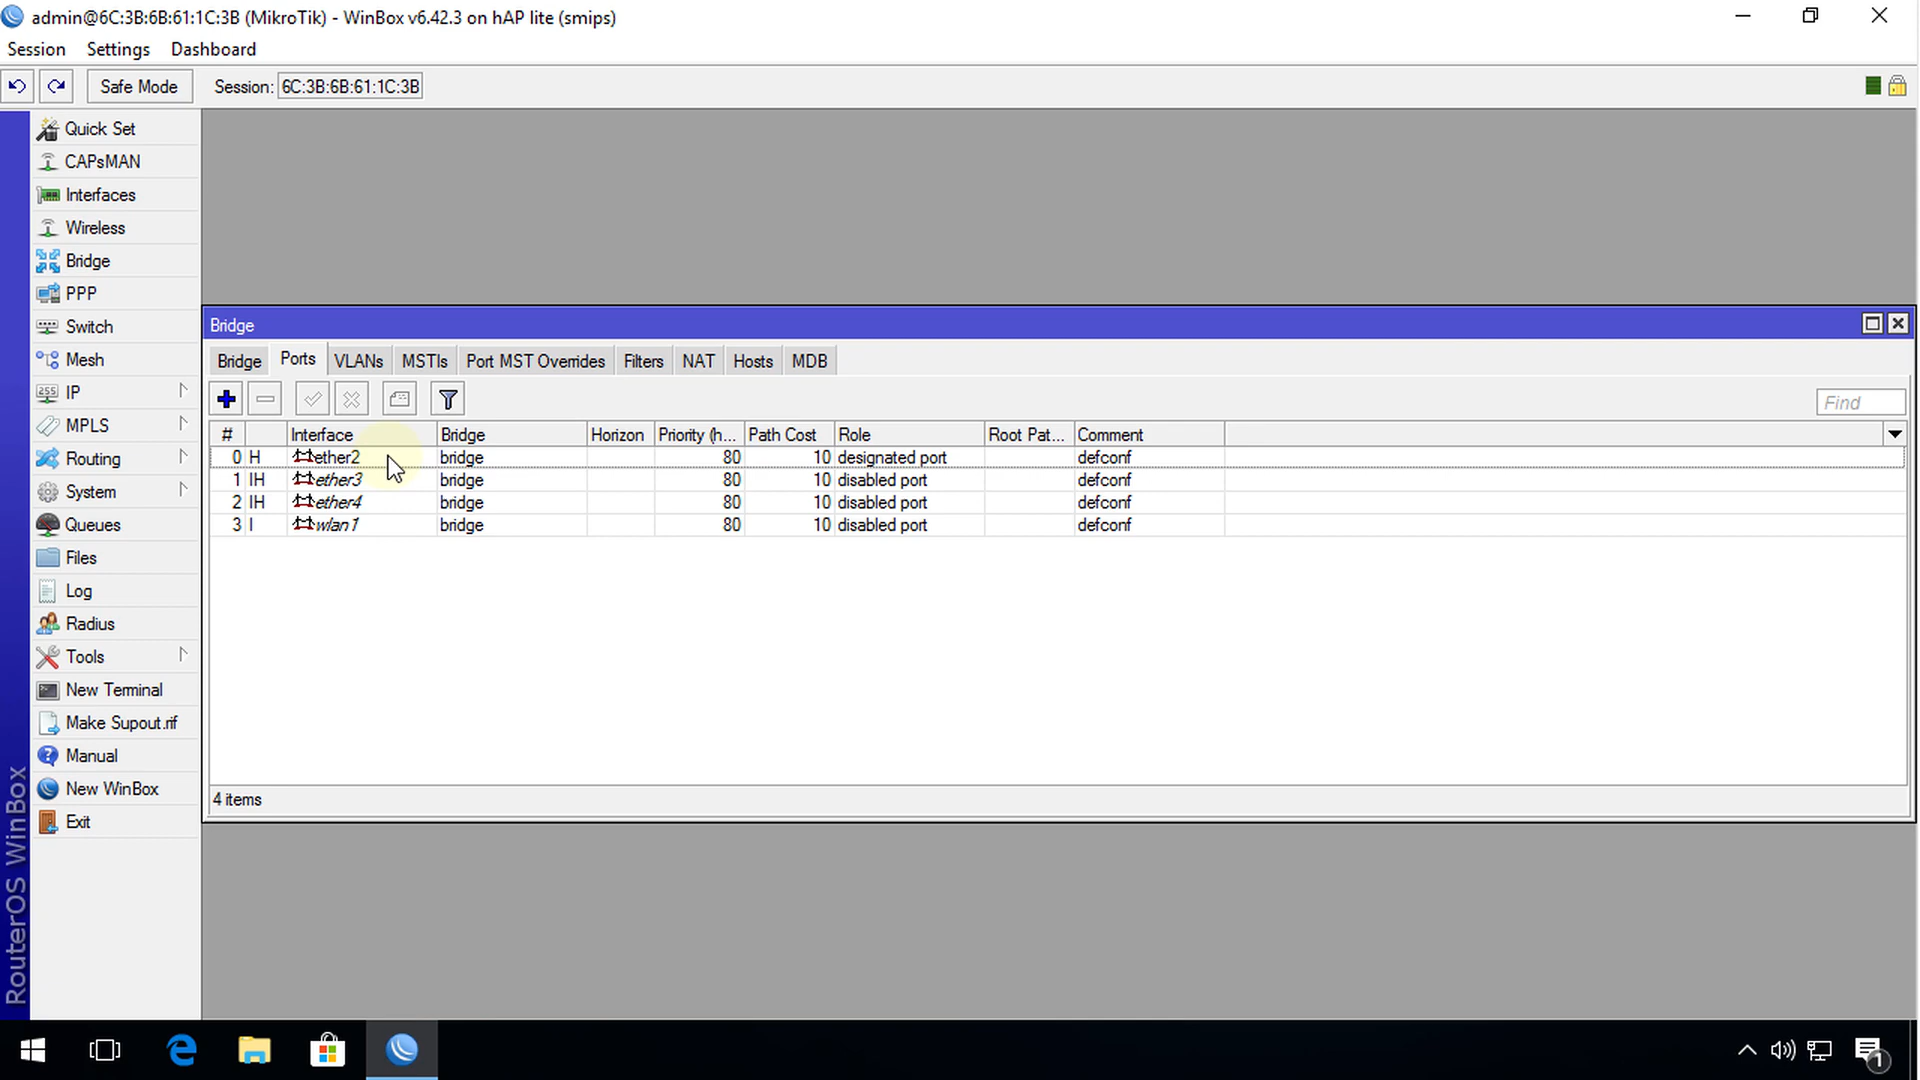 admin@6C:3B:6B:61:1C:3B (MikroTik) - WinBox v6.42.3 on hAP lite (smips)
Session Settings Dashboard
Safe Mode Session: 6C:3B:6B:61:1C:3B
Quick Set
CAPsMAN
Interfaces
Wireless
Bridge
PPP
Switch
Mesh
255 IP
MPLS
Routing
System
Queues
Files
Log
Radius
Tools
New Terminal
Make Supout.rif
Manual
New WinBox
Exit
RouterOS WinBox
Bridge
Bridge Ports VLANs MSTIs Port MST Overrides Filters NAT Hosts MDB
Find
# Interface Bridge Horizon Priority (h... Path Cost Role Root Pat... Comment
0 H ether2 bridge 80 10 designated port defconf
1 IH ether3 bridge 80 10 disabled port defconf
2 IH ether4 bridge 80 10 disabled port defconf
3 I wlan1 bridge 80 10 disabled port defconf
4 items
1